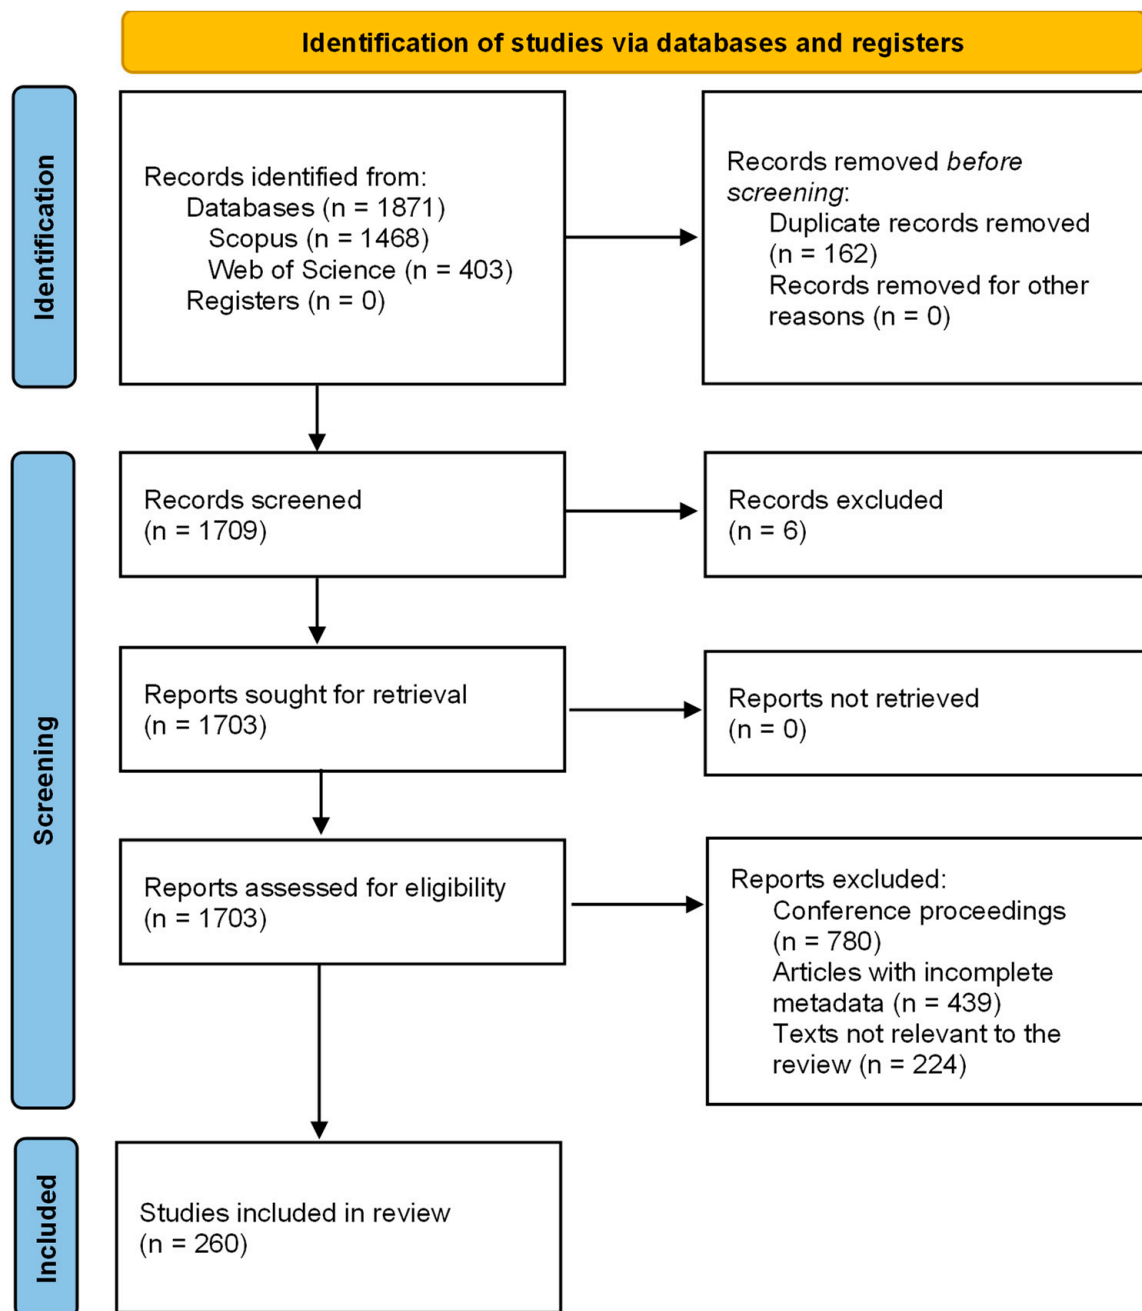 Identification of studies via databases and registers
Identification
Records identified from:
Databases (n = 1871)
Scopus (n = 1468)
Web of Science (n = 403)
Registers (n = 0)
Records removed before
screening:
Duplicate records removed
(n = 162)
Records removed for other
reasons (n = 0)
Screening
Records screened
(n = 1709)
Records excluded
(n = 6)
Reports sought for retrieval
(n = 1703)
Reports not retrieved
(n = 0)
Reports assessed for eligibility
(n = 1703)
Reports excluded:
Conference proceedings
(n = 780)
Articles with incomplete
metadata (n = 439)
Texts not relevant to the
review (n = 224)
Included
Studies included in review
(n = 260)